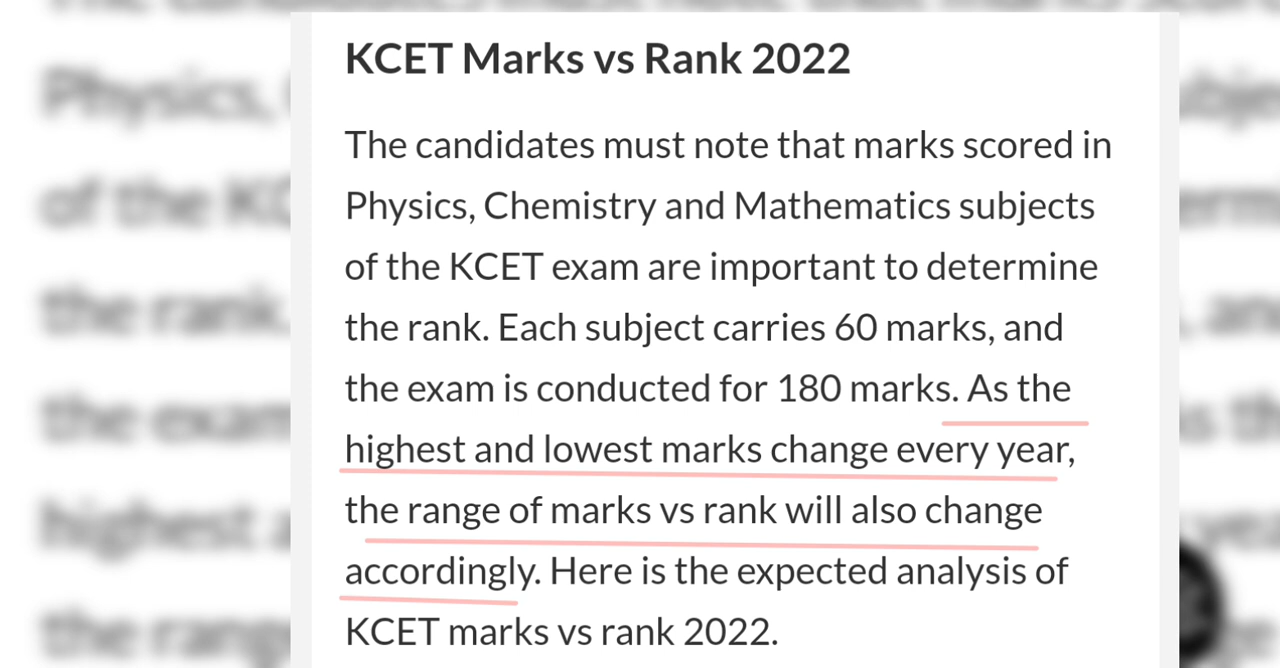 KCET Marks vs Rank 2022
The candidates must note that marks scored in
Physics, Chemistry and Mathematics subjects
of the KCET exam are important to determine
the rank. Each subject carries 60 marks, and
the exam is conducted for 180 marks. As the
highest and lowest marks change every year,
the range of marks vs rank will also change
accordingly. Here is the expected analysis of
KCET marks vs rank 2022.